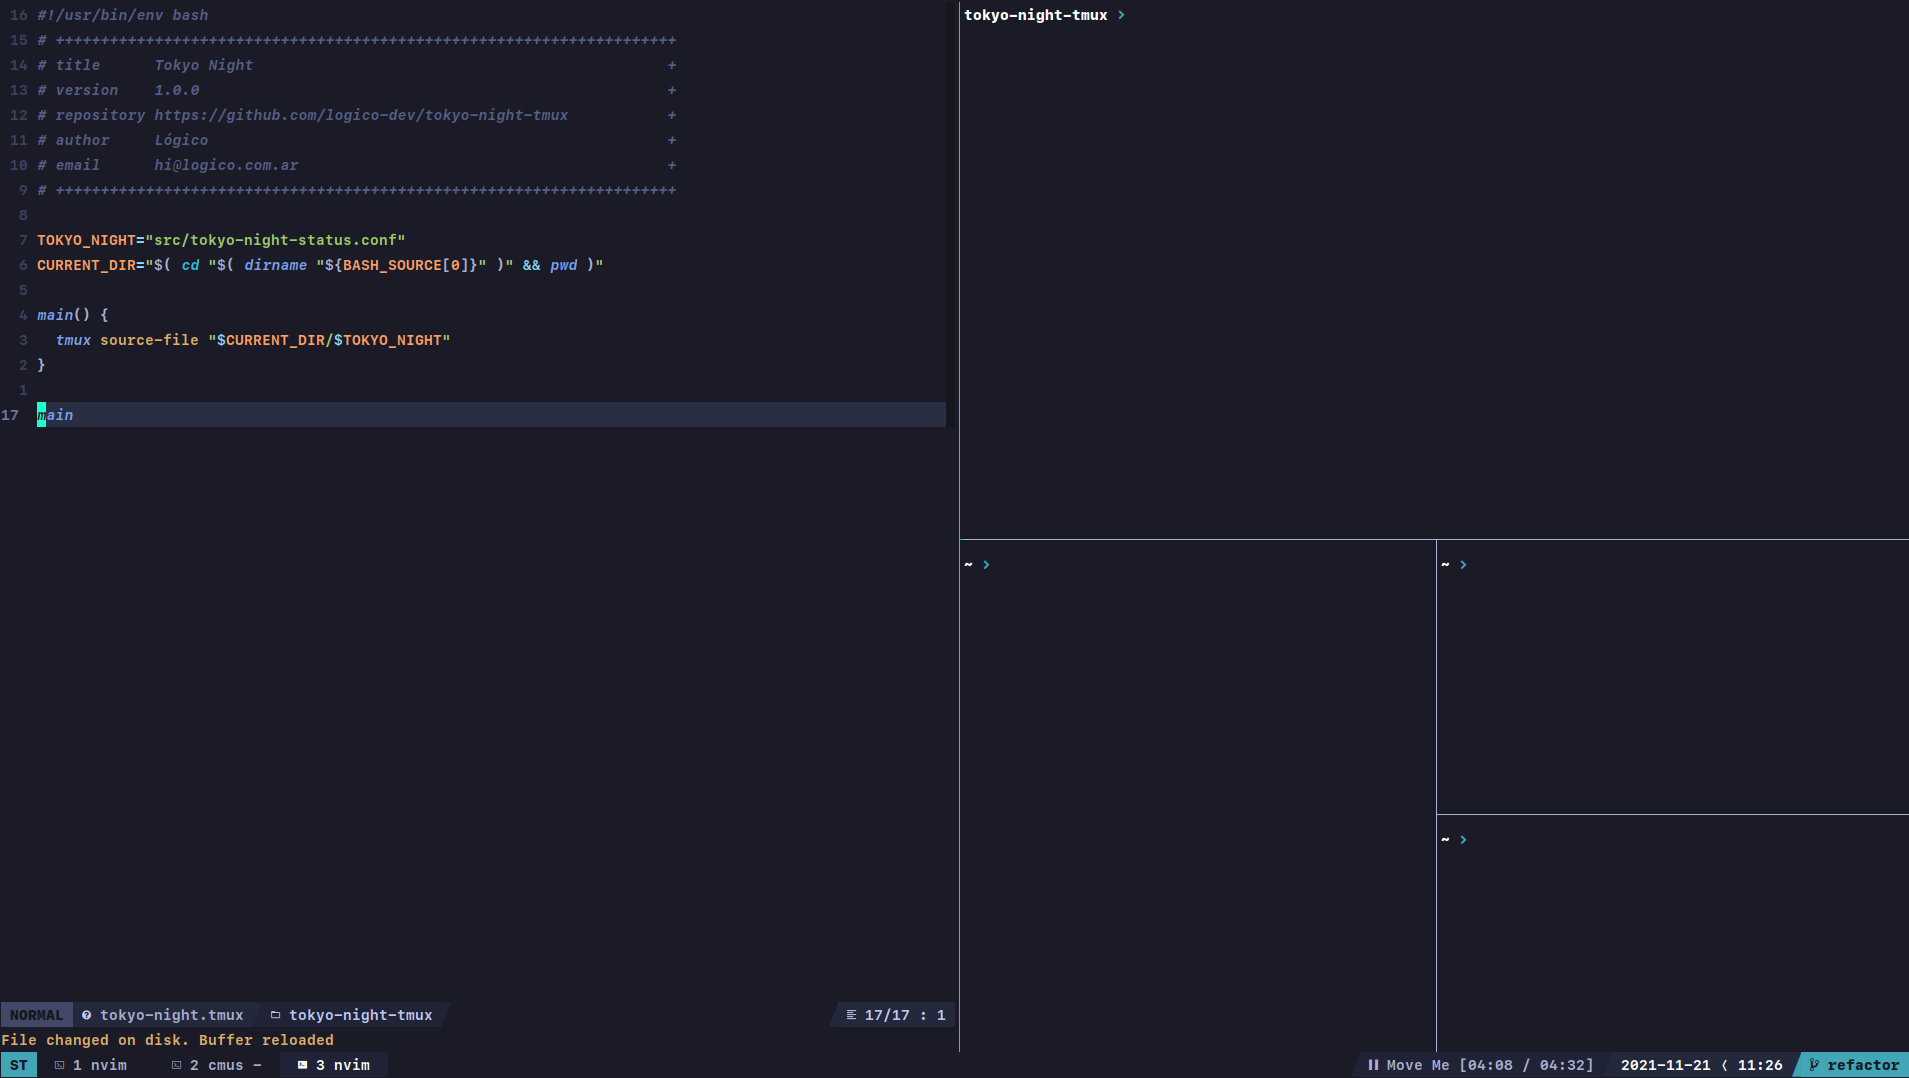 16 #!/usr/bin/env bash
15 # +++++++++++++++++++++++++++++++++++++++++++++++++++++++++++++++++++++
14 # title      Tokyo Night                                              +
13 # version    1.0.0                                                    +
12 # repository https://github.com/logico-dev/tokyo-night-tmux           +
11 # author     Lógico                                                   +
10 # email      hi@logico.com.ar                                         +
9 # +++++++++++++++++++++++++++++++++++++++++++++++++++++++++++++++++++++
8
7 TOKYO_NIGHT="src/tokyo-night-status.conf"
6 CURRENT_DIR="$( cd "$( dirname "${BASH_SOURCE[0]}" )" && pwd )"
5
4 main() {
3   tmux source-file "$CURRENT_DIR/$TOKYO_NIGHT"
2 }
1
17 main
NORMAL tokyo-night.tmux tokyo-night-tmux 17/17 : 1
File changed on disk. Buffer reloaded
tokyo-night-tmux ❯
~ ❯
~ ❯
~ ❯
ST 1 nvim 2 cmus - 3 nvim Move Me [04:08 / 04:32] 2021-11-21 ❬ 11:26 refactor